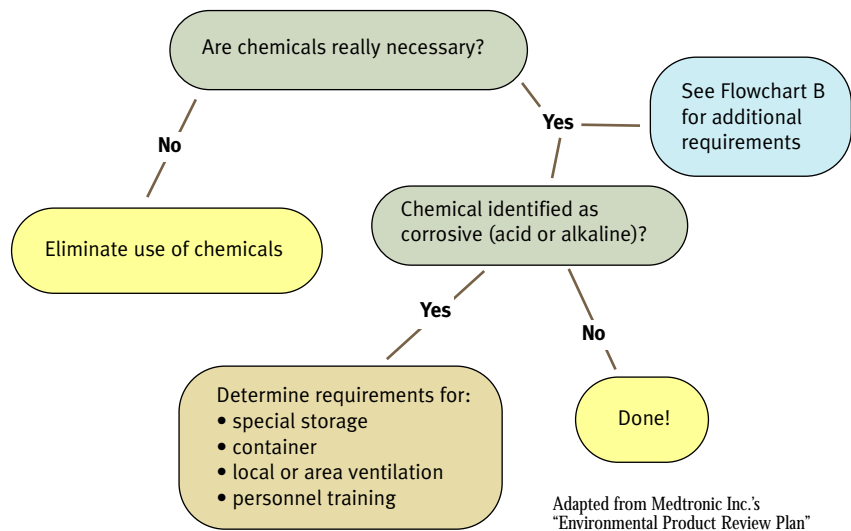 Are chemicals really necessary?
See Flowchart B
for additional
requirements
Yes
No
Chemical identified as
corrosive (acid or alkaline)?
Eliminate use of chemicals
Yes
No
Determine requirements for:
• special storage
• container
• local or area ventilation
• personnel training
Done!
Adapted from Medtronic Inc.'s
"Environmental Product Review Plan"